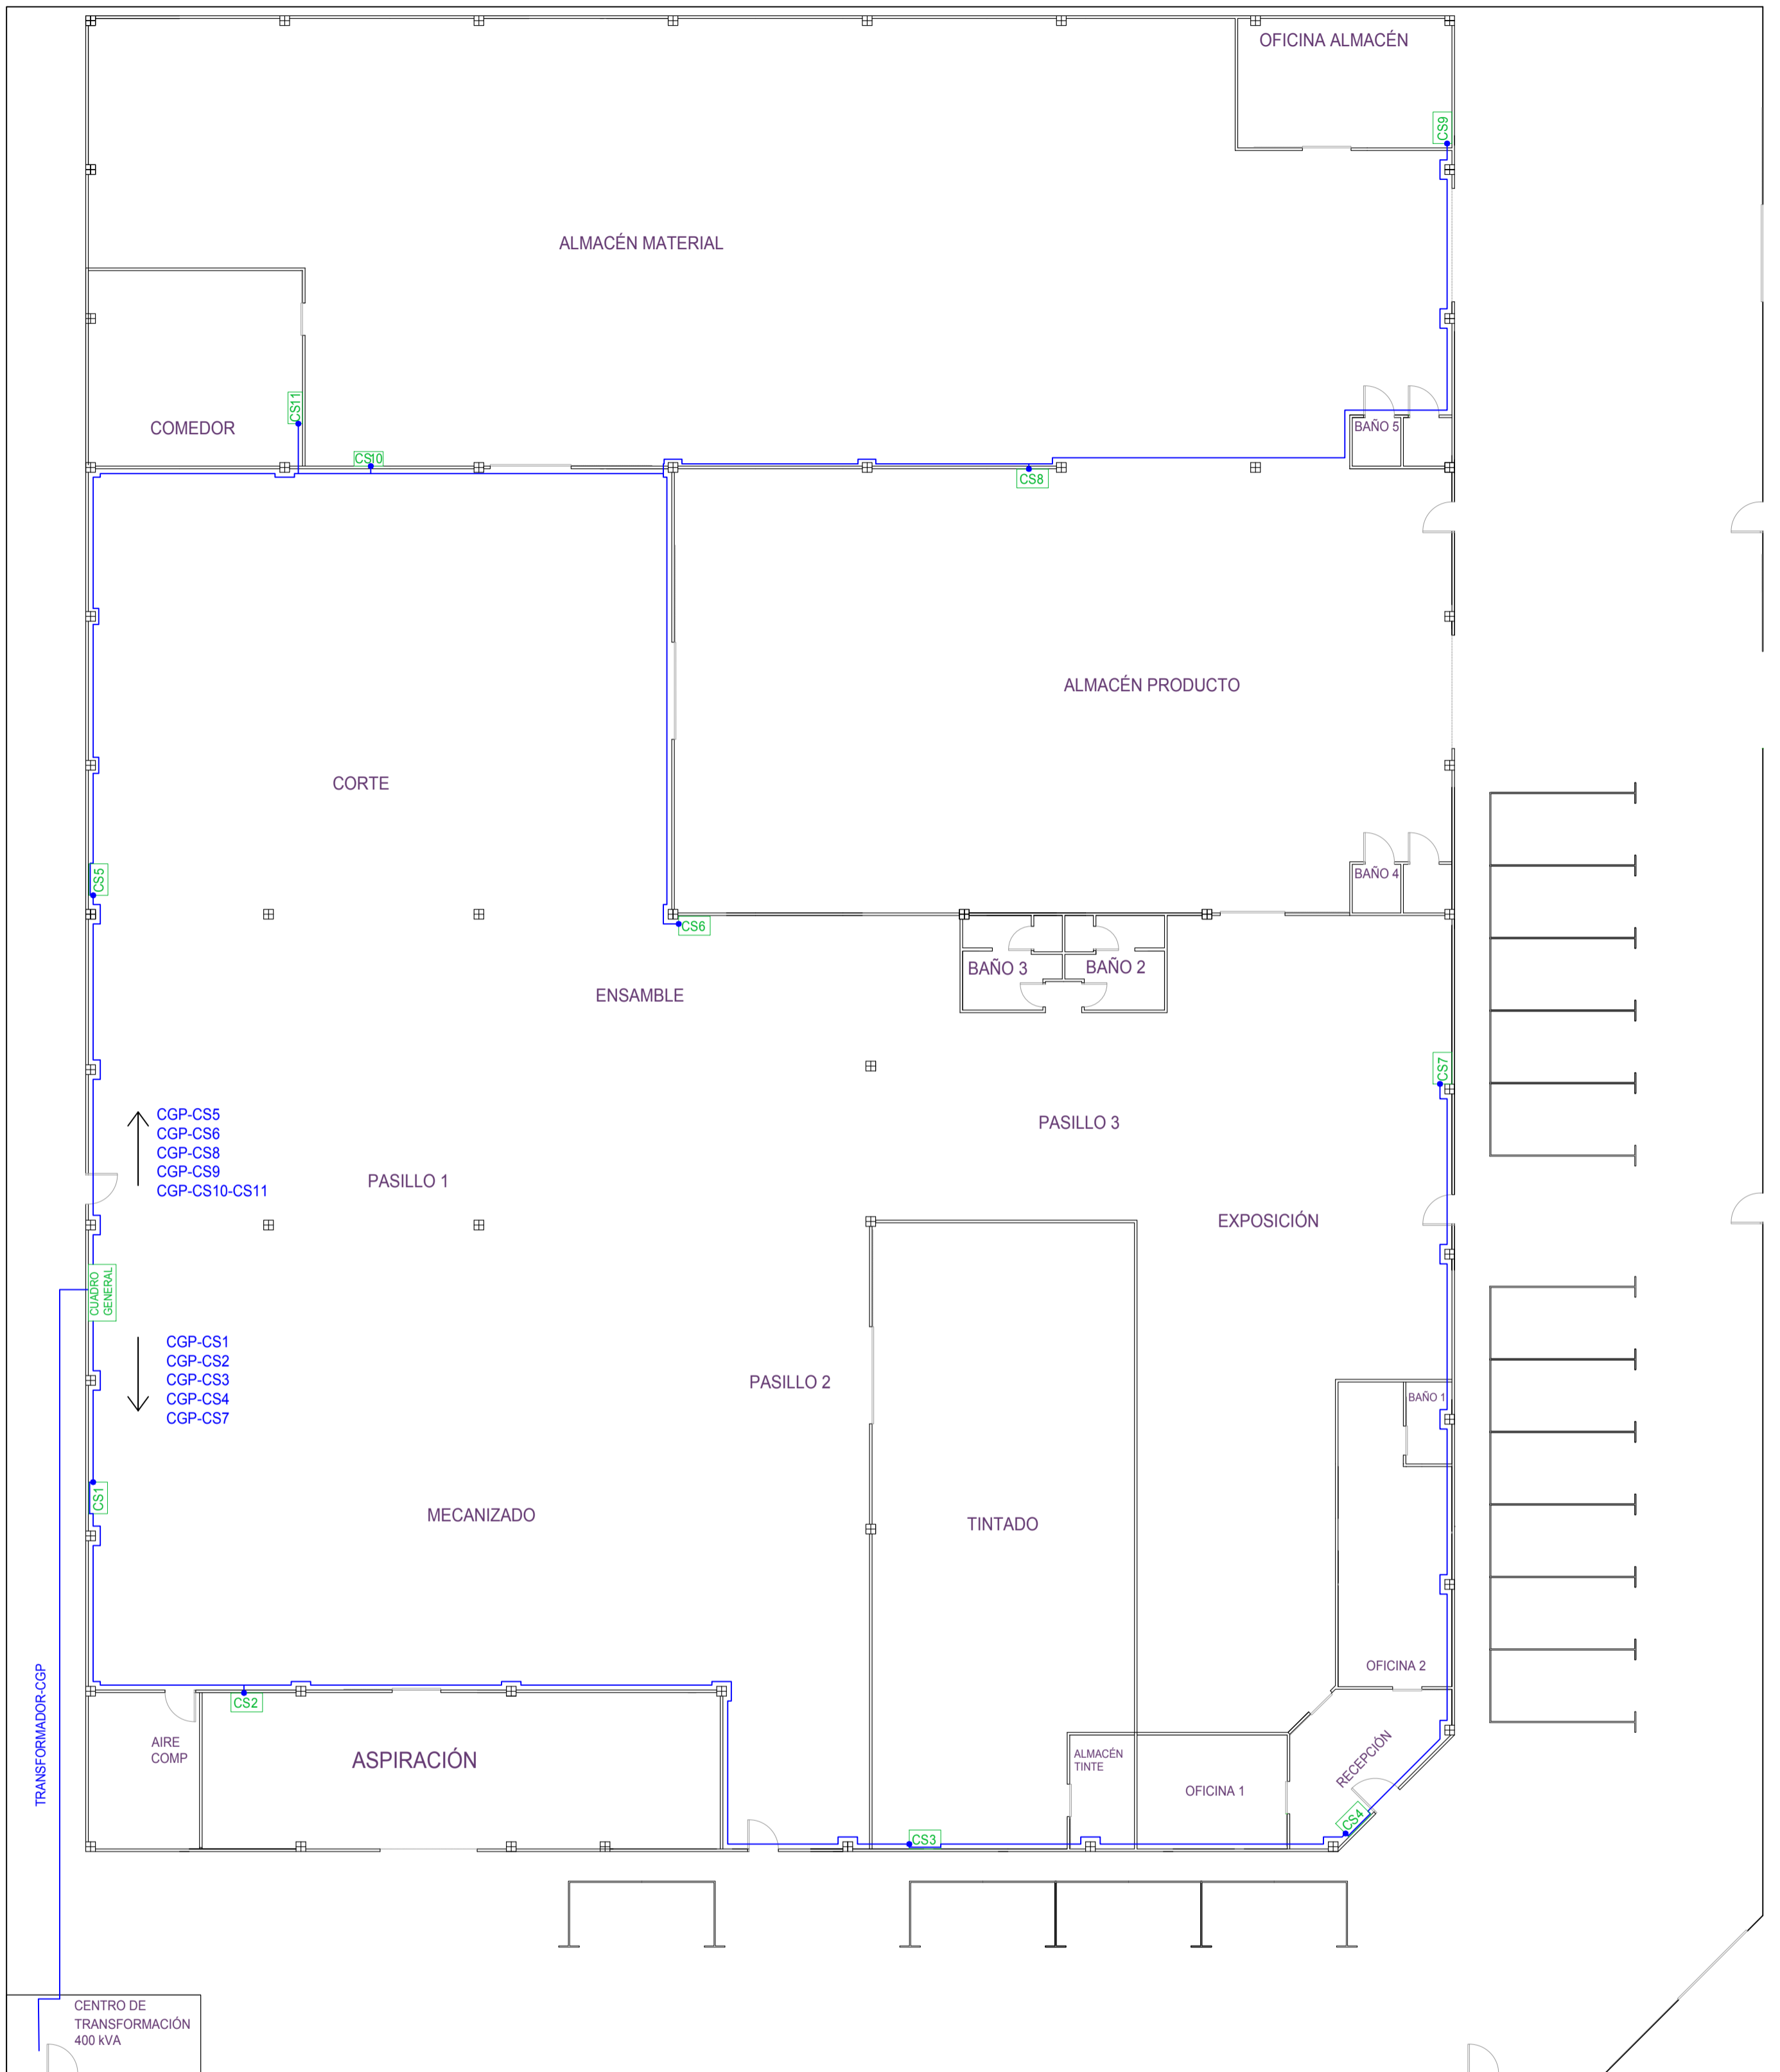 OFICINA ALMACÉN
CS9
ALMACÉN MATERIAL
CS11
COMEDOR
BAÑO 5
CS10
CS8
ALMACÉN PRODUCTO
CORTE
CS5
BAÑO 4
CS6
BAÑO 3
BAÑO 2
ENSAMBLE
CS7
CGP-CS5
CGP-CS6
CGP-CS8
CGP-CS9
CGP-CS10-CS11
PASILLO 3
PASILLO 1
EXPOSICIÓN
CUADRO
GENERAL
CGP-CS1
CGP-CS2
CGP-CS3
CGP-CS4
CGP-CS7
PASILLO 2
BAÑO 1
CS1
MECANIZADO
TINTADO
OFICINA 2
TRANSFORMADOR-CGP
CS2
AIRE
COMP
ASPIRACIÓN
ALMACÉN
TINTE
OFICINA 1
RECEPCIÓN
CS3
CS4
CENTRO DE
TRANSFORMACIÓN
400 kVA